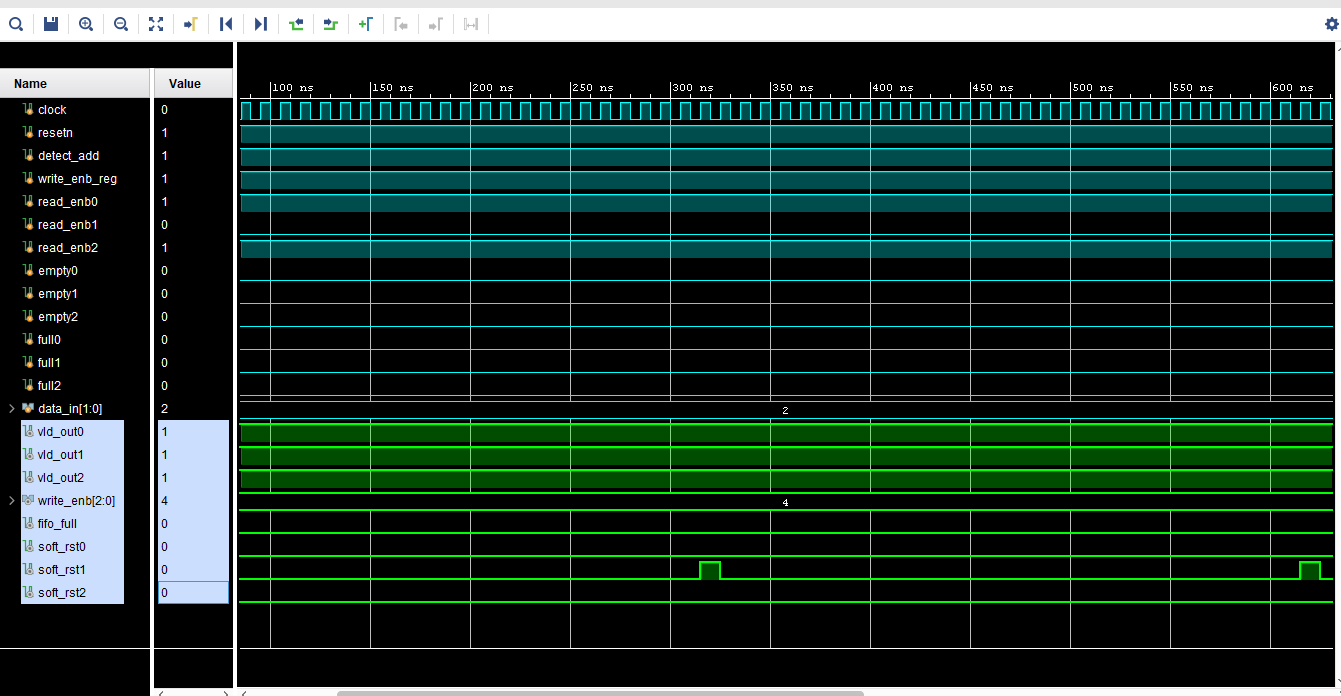 Name Value
100 ns 150 ns 200 ns 250 ns 300 ns 350 ns 400 ns 450 ns 500 ns 550 ns 600 ns
clock 0
resetn 1
detect_add 1
write_enb_reg 1
read_enb0 1
read_enb1 0
read_enb2 1
empty0 0
empty1 0
empty2 0
full0 0
full1 0
full2 0
data_in[1:0] 2 2
vld_out0 1
vld_out1 1
vld_out2 1
write_enb[2:0] 4 4
fifo_full 0
soft_rst0 0
soft_rst1 0
soft_rst2 0